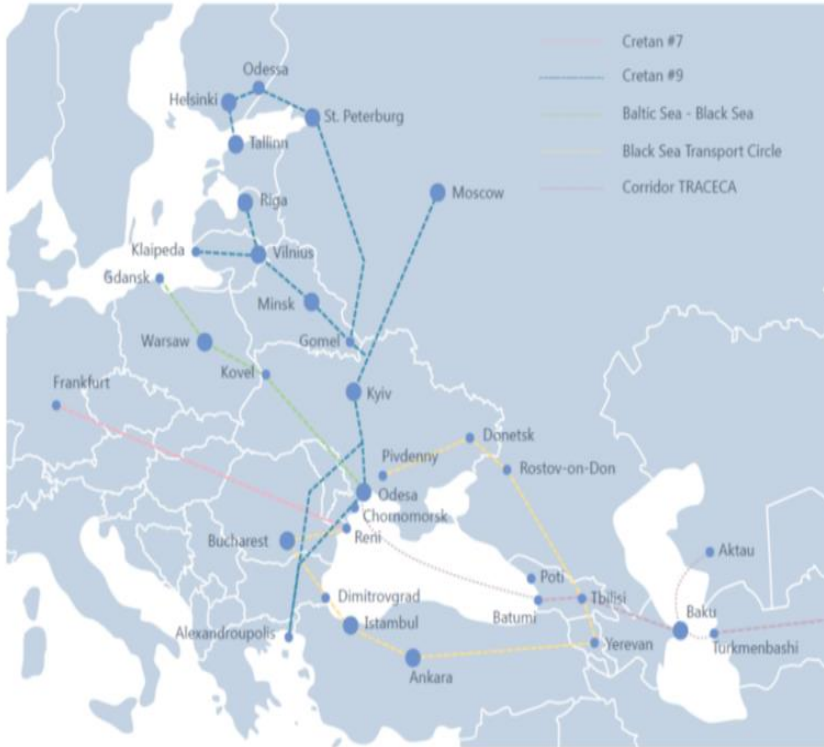 Cretan #7
Cretan #9
Baltic Sea - Black Sea
Black Sea Transport Circle
Corridor TRACECA
Odessa
Helsinki
St. Peterburg
Tallinn
Moscow
Riga
Klaipeda
Vilnius
Gdansk
Minsk
Warsaw
Gomel
Kovel
Frankfurt
Kyiv
Donetsk
Pivdenny
Rostov-on-Don
Odesa
Chornomorsk
Bucharest
Reni
Aktau
Poti
Dimitrovgrad
Tbilisi
Batumi
Baku
Istambul
Alexandroupolis
Yerevan
Turkmenbashi
Ankara